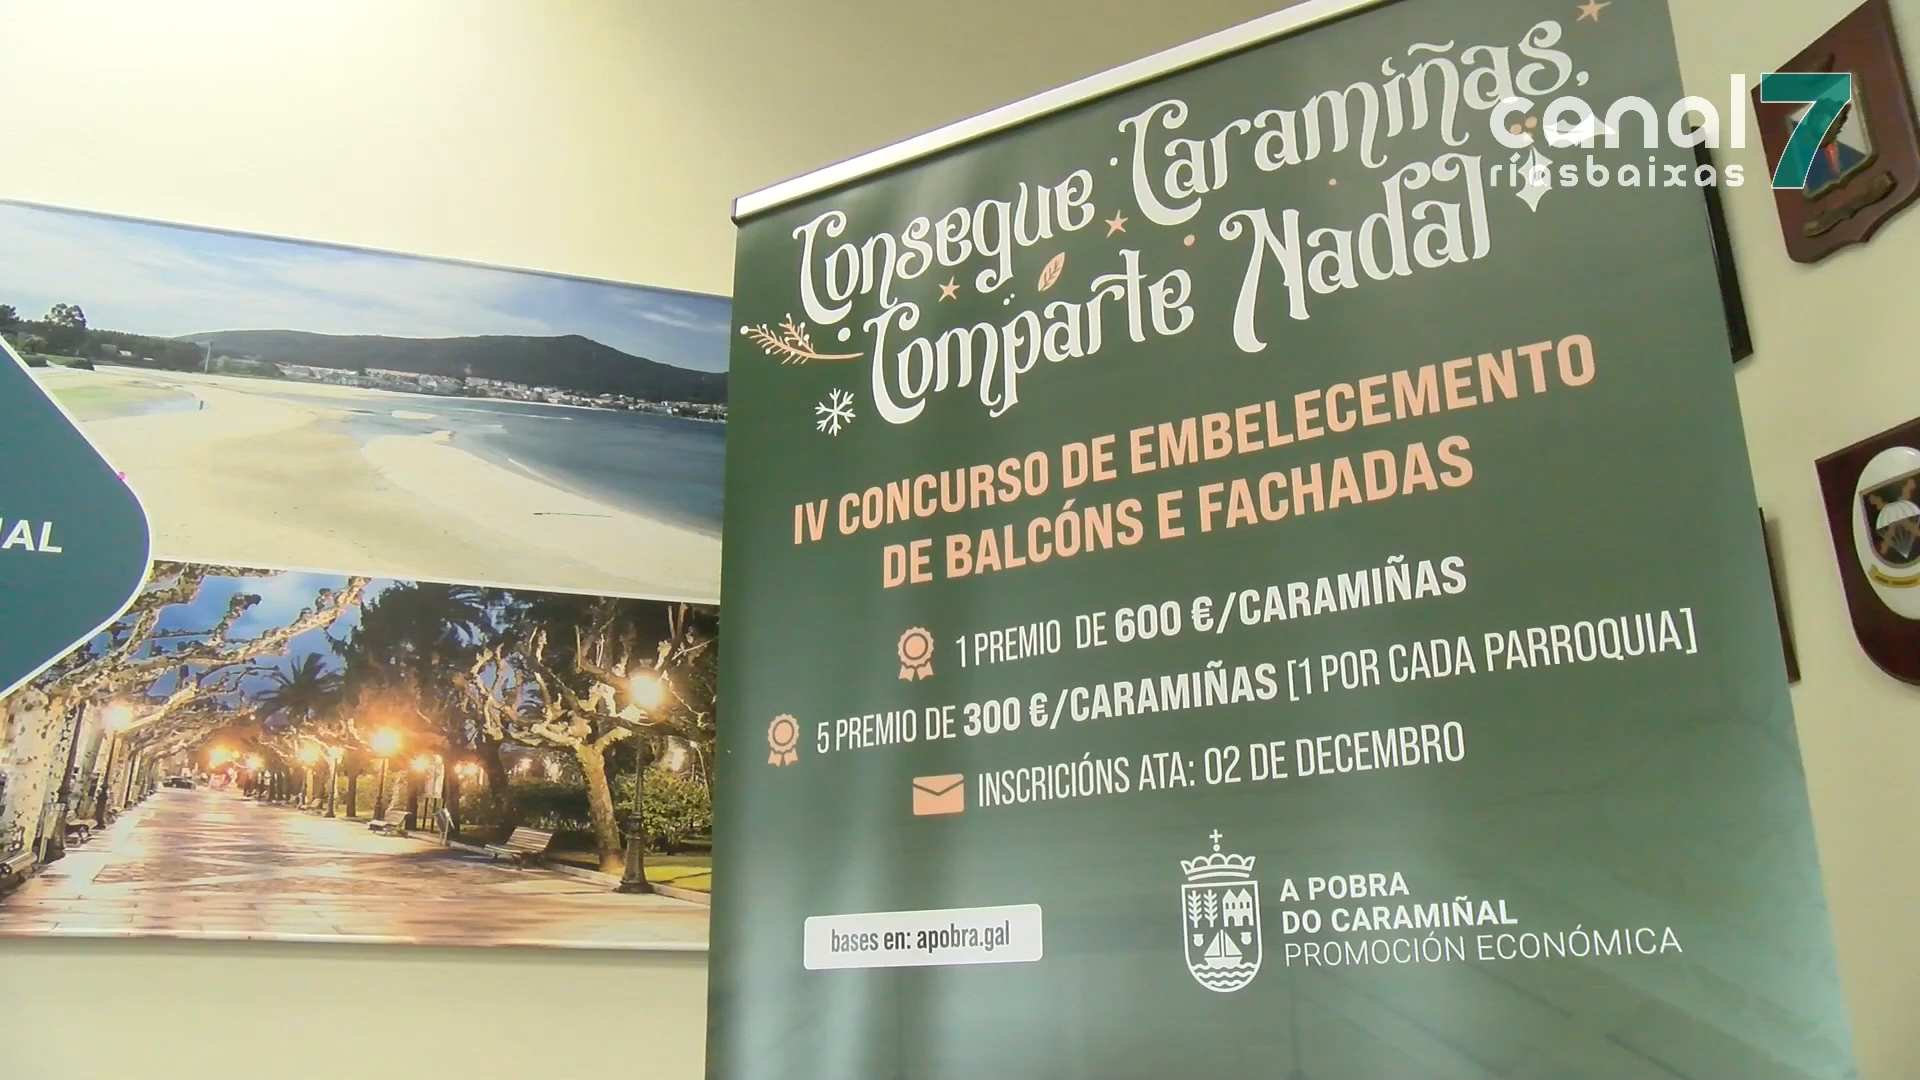 Consegue Caramiñas,
Comparte Nadal
IV CONCURSO DE EMBELECEMENTO
DE BALCÓNS E FACHADAS
1 PREMIO DE 600 €/CARAMIÑAS
5 PREMIO DE 300 €/CARAMIÑAS [1 POR CADA PARROQUIA]
INSCRICIÓNS ATA: 02 DE DECEMBRO
bases en: apobra.gal
A POBRA
DO CARAMIÑAL
PROMOCIÓN ECONÓMICA
canal 7
ríasbaixas
ÑAL